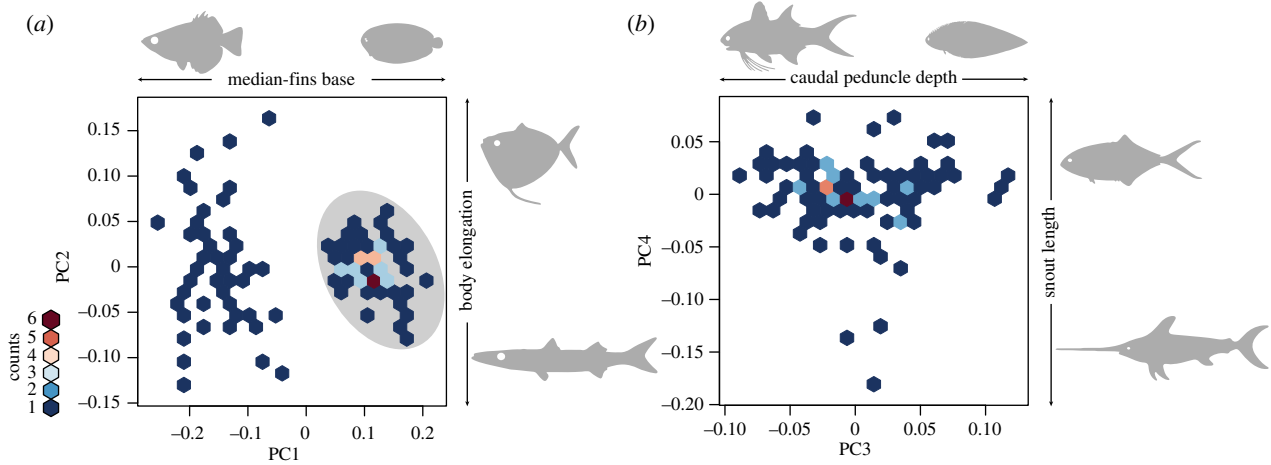 (a)
median-fins base
0.15
0.10
0.05
0
−0.05
−0.10
−0.15
PC2
−0.2
−0.1
0
0.1
0.2
PC1
body elongation
counts
6
5
4
3
2
1
(b)
caudal peduncle depth
0.05
0
−0.05
−0.10
−0.15
−0.20
PC4
−0.10
−0.05
0
0.05
0.10
PC3
snout length